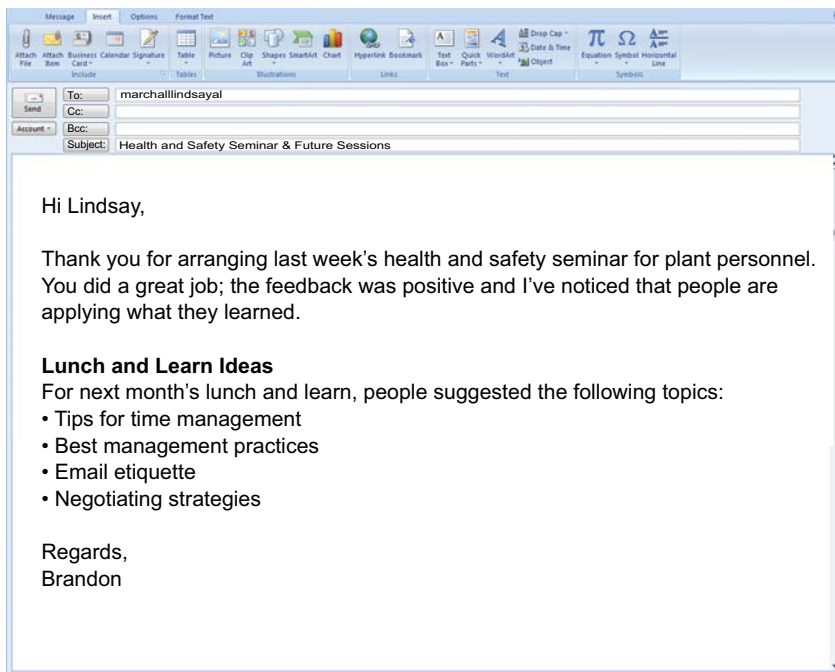 Message Insert Options Format Text
Attach File
Attach Item
Business Card
Calendar
Signature
Include
Table
Tables
Picture
Clip Art
Shapes
SmartArt
Chart
Illustrations
Hyperlink
Bookmark
Links
Text Box
Quick Parts
WordArt
Drop Cap
Date & Time
Object
Text
Equation
Symbol
Horizontal Line
Symbols
Send
Account
To: marchalllindsayal
Cc:
Bcc:
Subject: Health and Safety Seminar & Future Sessions
Hi Lindsay,
Thank you for arranging last week’s health and safety seminar for plant personnel.
You did a great job; the feedback was positive and I’ve noticed that people are
applying what they learned.
Lunch and Learn Ideas
For next month’s lunch and learn, people suggested the following topics:
• Tips for time management
• Best management practices
• Email etiquette
• Negotiating strategies
Regards,
Brandon